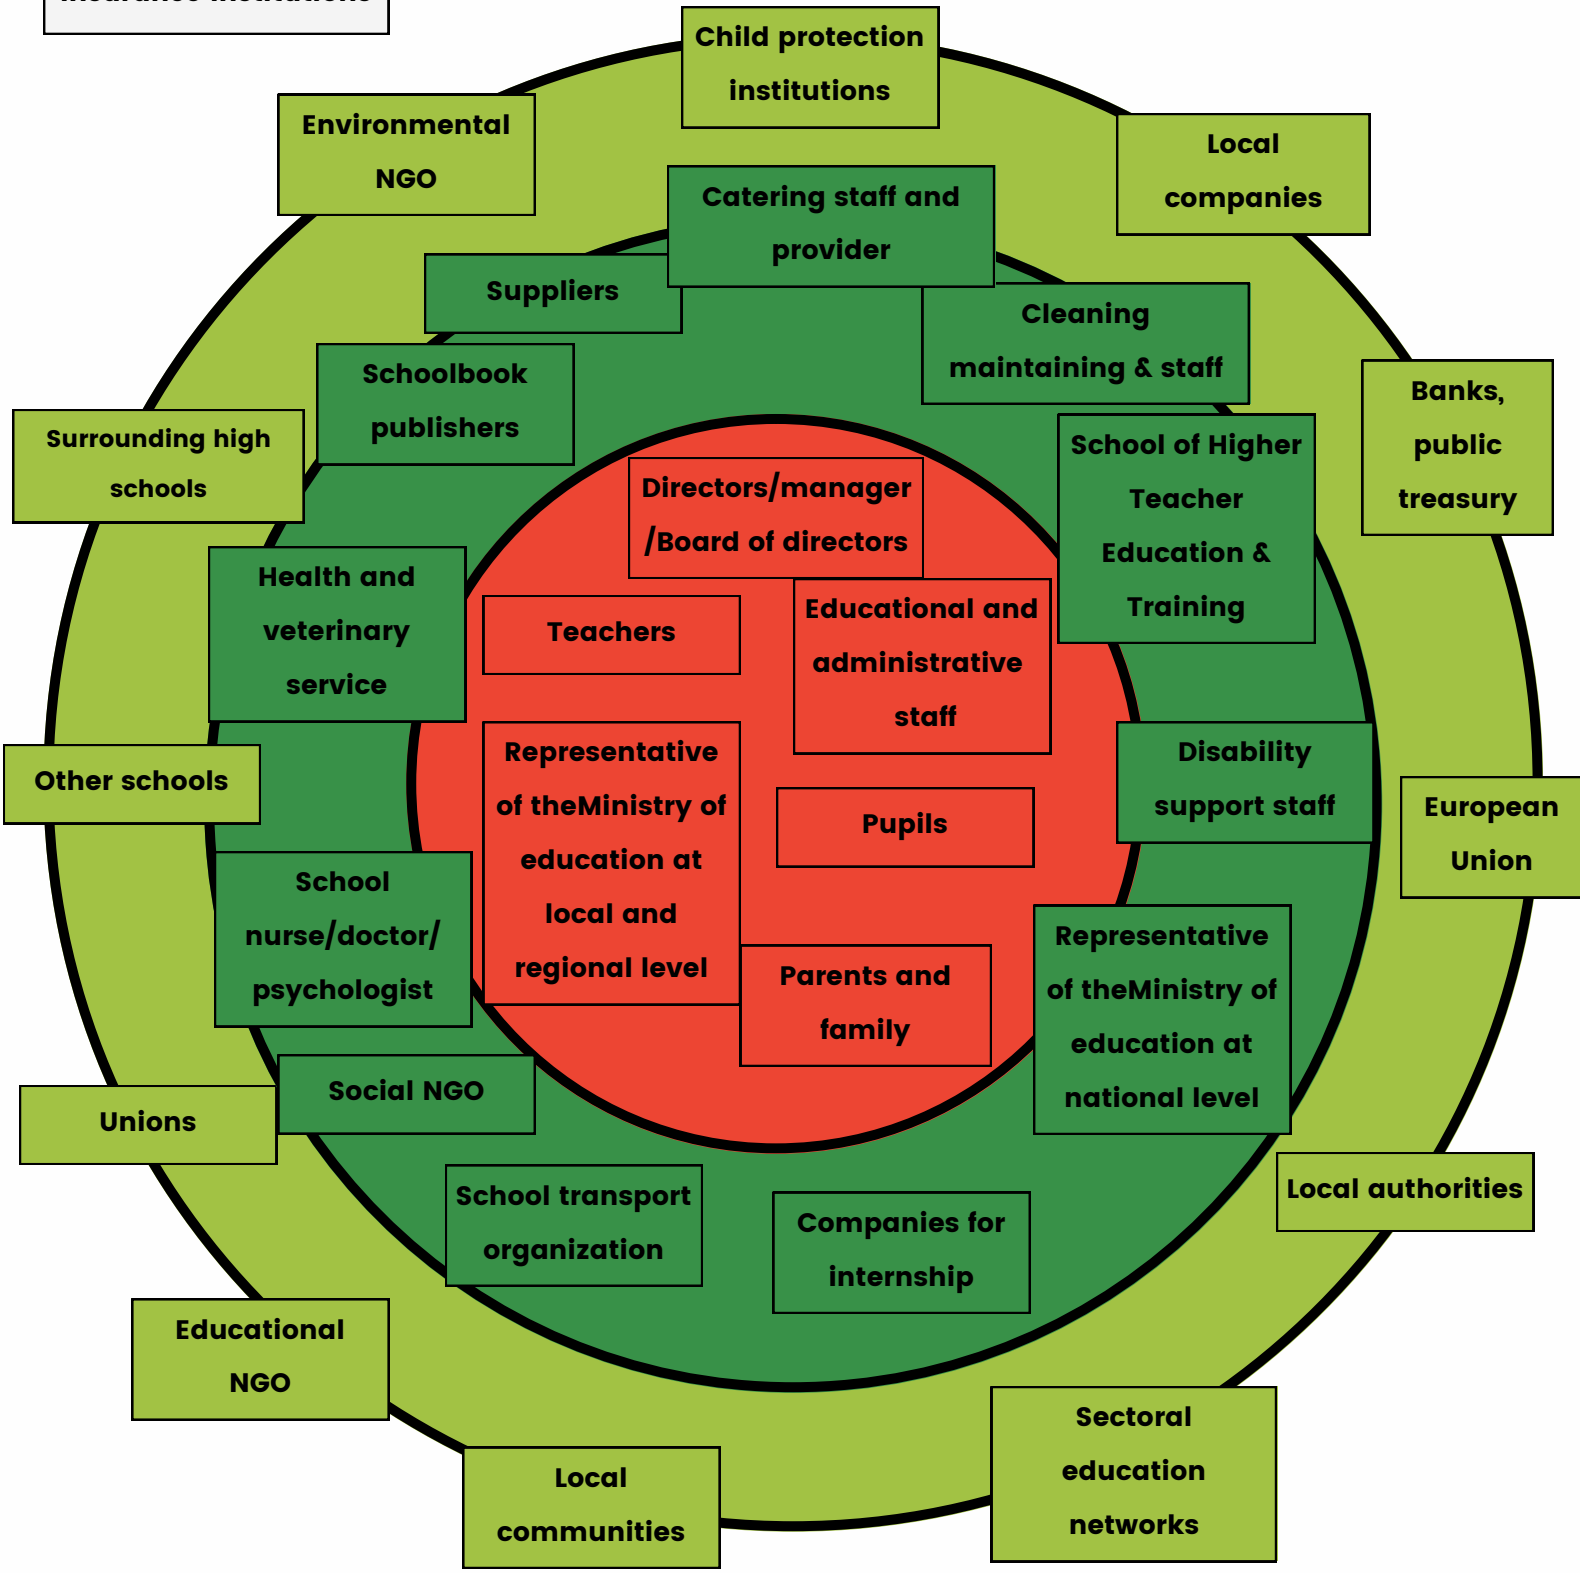 Insurance institutions
Child protection
institutions
Environmental
NGO
Local
companies
Catering staff and
provider
Suppliers
Cleaning
maintaining & staff
Schoolbook
publishers
Banks,
public
treasury
Surrounding high
schools
School of Higher
Teacher
Education &
Training
Directors/manager
/Board of directors
Health and
veterinary
service
Teachers
Educational and
administrative
staff
Representative
of theMinistry of
education at
local and
regional level
Disability
support staff
Other schools
Pupils
European
Union
School
nurse/doctor/
psychologist
Parents and
family
Representative
of theMinistry of
education at
national level
Social NGO
Unions
Local authorities
School transport
organization
Companies for
internship
Educational
NGO
Sectoral
education
networks
Local
communities